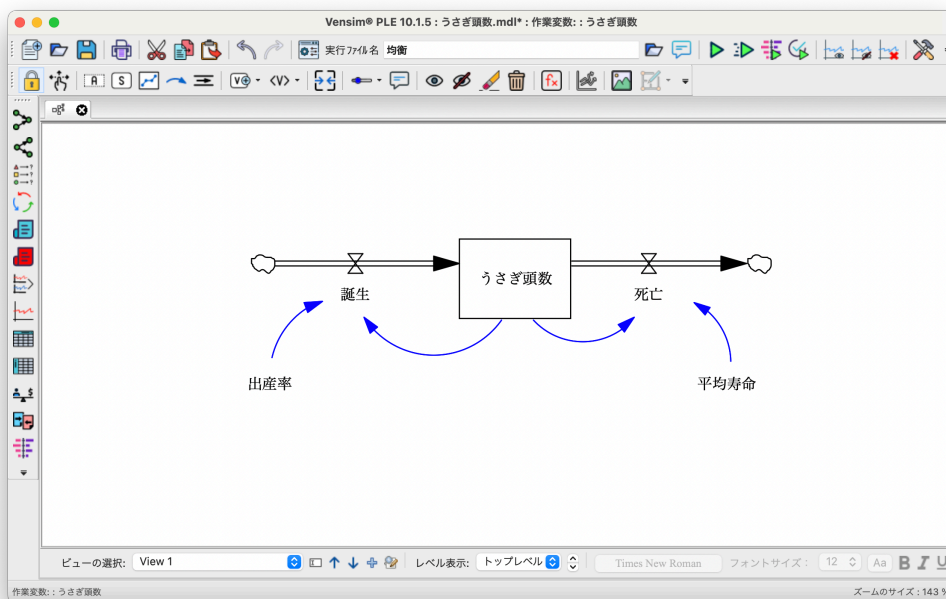 Vensim® PLE 10.1.5 : うさぎ頭数.mdl* : 作業変数: : うさぎ頭数
実行ファイル名 均衡
うさぎ頭数
誕生
死亡
出産率
平均寿命
ビューの選択: View 1 レベル表示: トップレベル Times New Roman フォントサイズ : 12 Aa B I U
作業変数: : うさぎ頭数 ズームのサイズ : 143 %